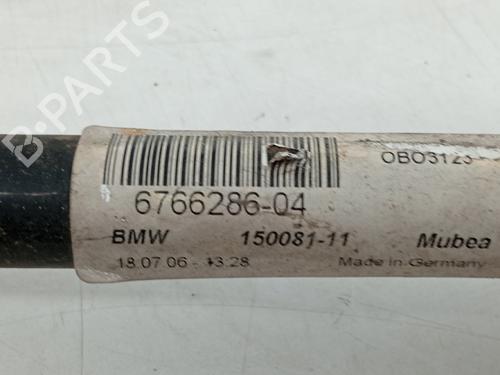 B-PARTS
OBO3123
6766286-04
BMW 150081-11 Mubea
18.07.06 - 13:28 Made in Germany